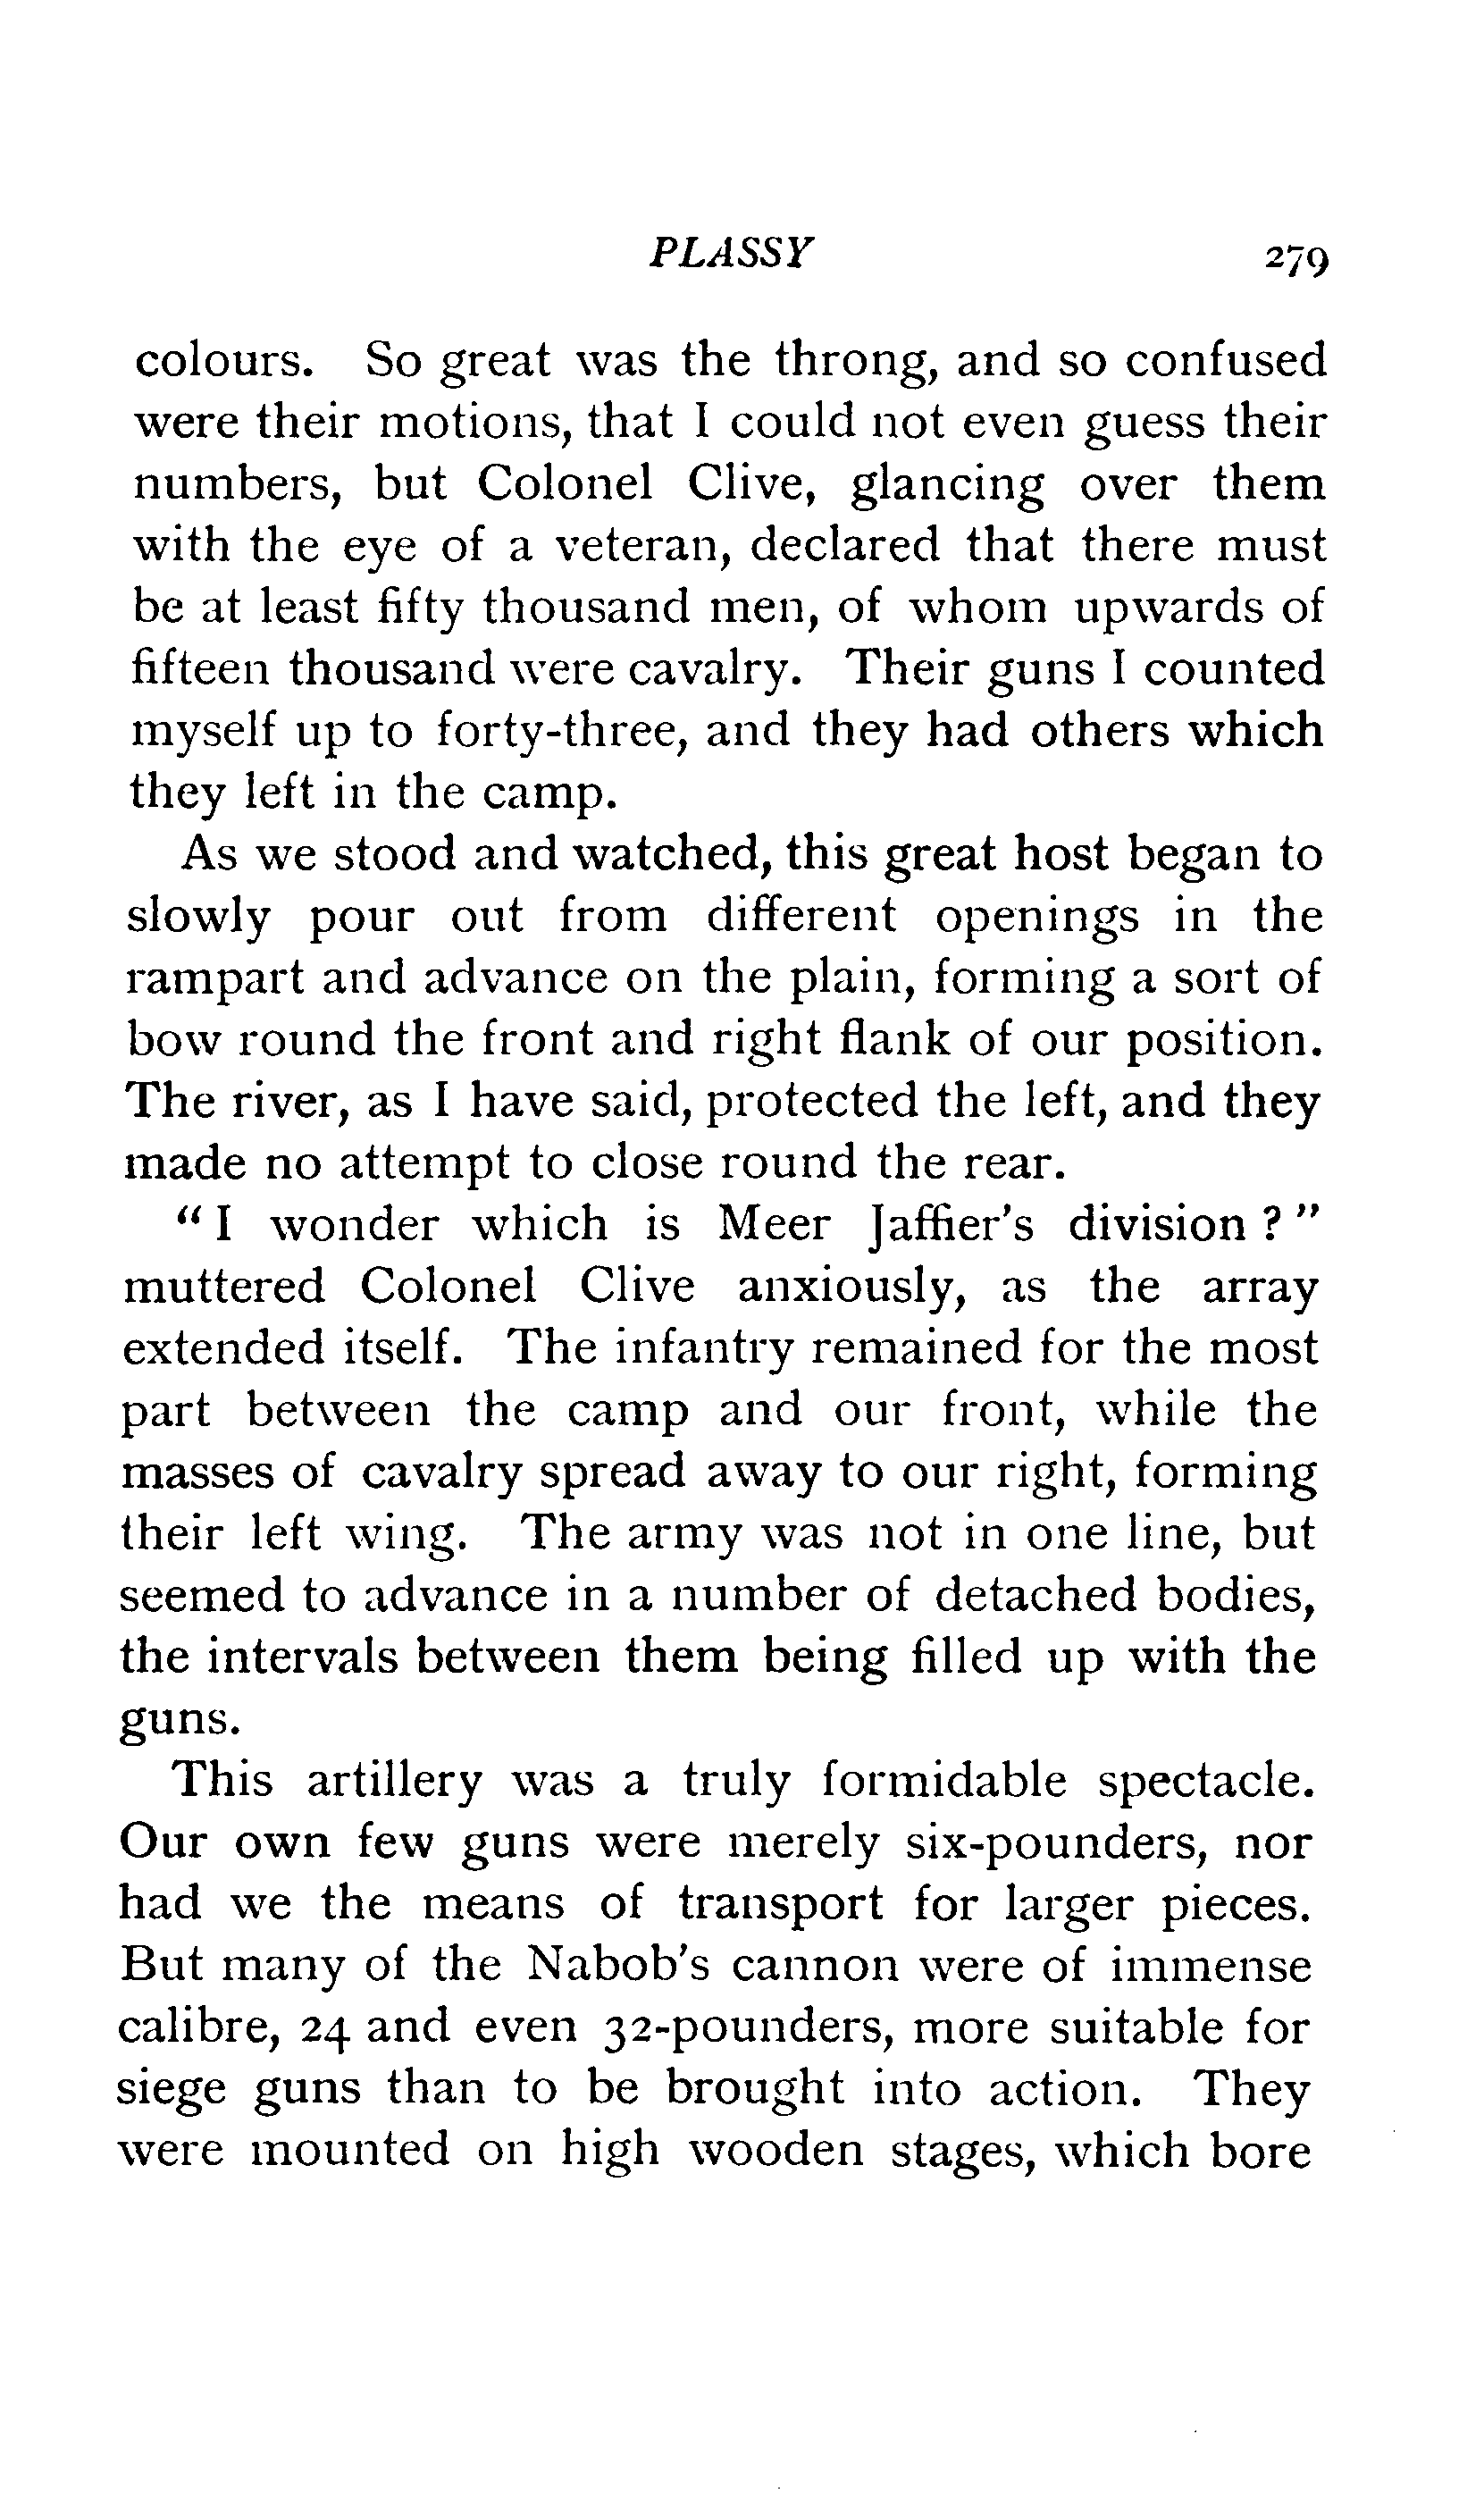 PLASSY 279
colours. So great was the throng, and so confused
were their motions, that I could not even guess their
numbers, but Colonel Clive, glancing over them
with the eye of a veteran, declared that there must
be at least fifty thousand men, of whom upwards of
fifteen thousand were cavalry. Their guns I counted
myself up to forty-three, and they had others which
they left in the camp.
As we stood and watched, this great host began to
slowly pour out from different openings in the
rampart and advance on the plain, forming a sort of
bow round the front and right flank of our position.
The river, as I have said, protected the left, and they
made no attempt to close round the rear.
“ I wonder which is Meer Jaffier’s division ? ”
muttered Colonel Clive anxiously, as the array
extended itself. The infantry remained for the most
part between the camp and our front, while the
masses of cavalry spread away to our right, forming
their left wing. The army was not in one line, but
seemed to advance in a number of detached bodies,
the intervals between them being filled up with the
guns.
This artillery was a truly formidable spectacle.
Our own few guns were merely six-pounders, nor
had we the means of transport for larger pieces.
But many of the Nabob’s cannon were of immense
calibre, 24 and even 32-pounders, more suitable for
siege guns than to be brought into action. They
were mounted on high wooden stages, which bore